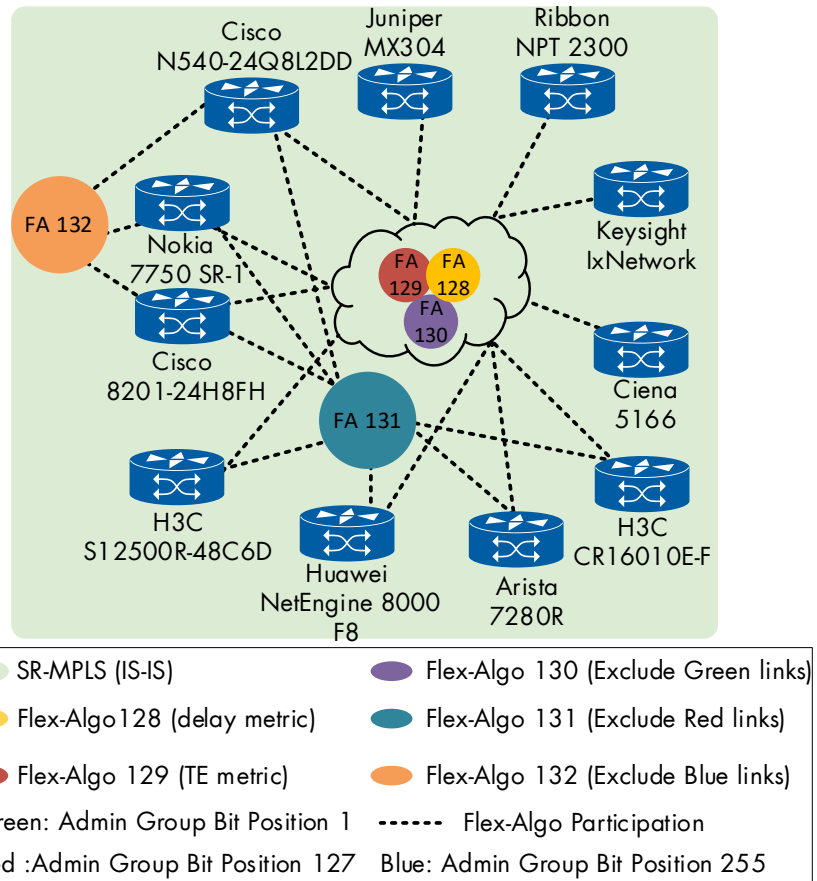 Cisco
N540-24Q8L2DD
Juniper
MX304
Ribbon
NPT 2300
FA 132
Nokia
7750 SR-1
Keysight
IxNetwork
FA
129
FA
128
FA
130
Cisco
8201-24H8FH
Ciena
5166
FA 131
H3C
S12500R-48C6D
Huawei
NetEngine 8000
F8
Arista
7280R
H3C
CR16010E-F
SR-MPLS (IS-IS)
Flex-Algo 130 (Exclude Green links)
Flex-Algo128 (delay metric)
Flex-Algo 131 (Exclude Red links)
Flex-Algo 129 (TE metric)
Flex-Algo 132 (Exclude Blue links)
reen: Admin Group Bit Position 1
Flex-Algo Participation
ed :Admin Group Bit Position 127
Blue: Admin Group Bit Position 255